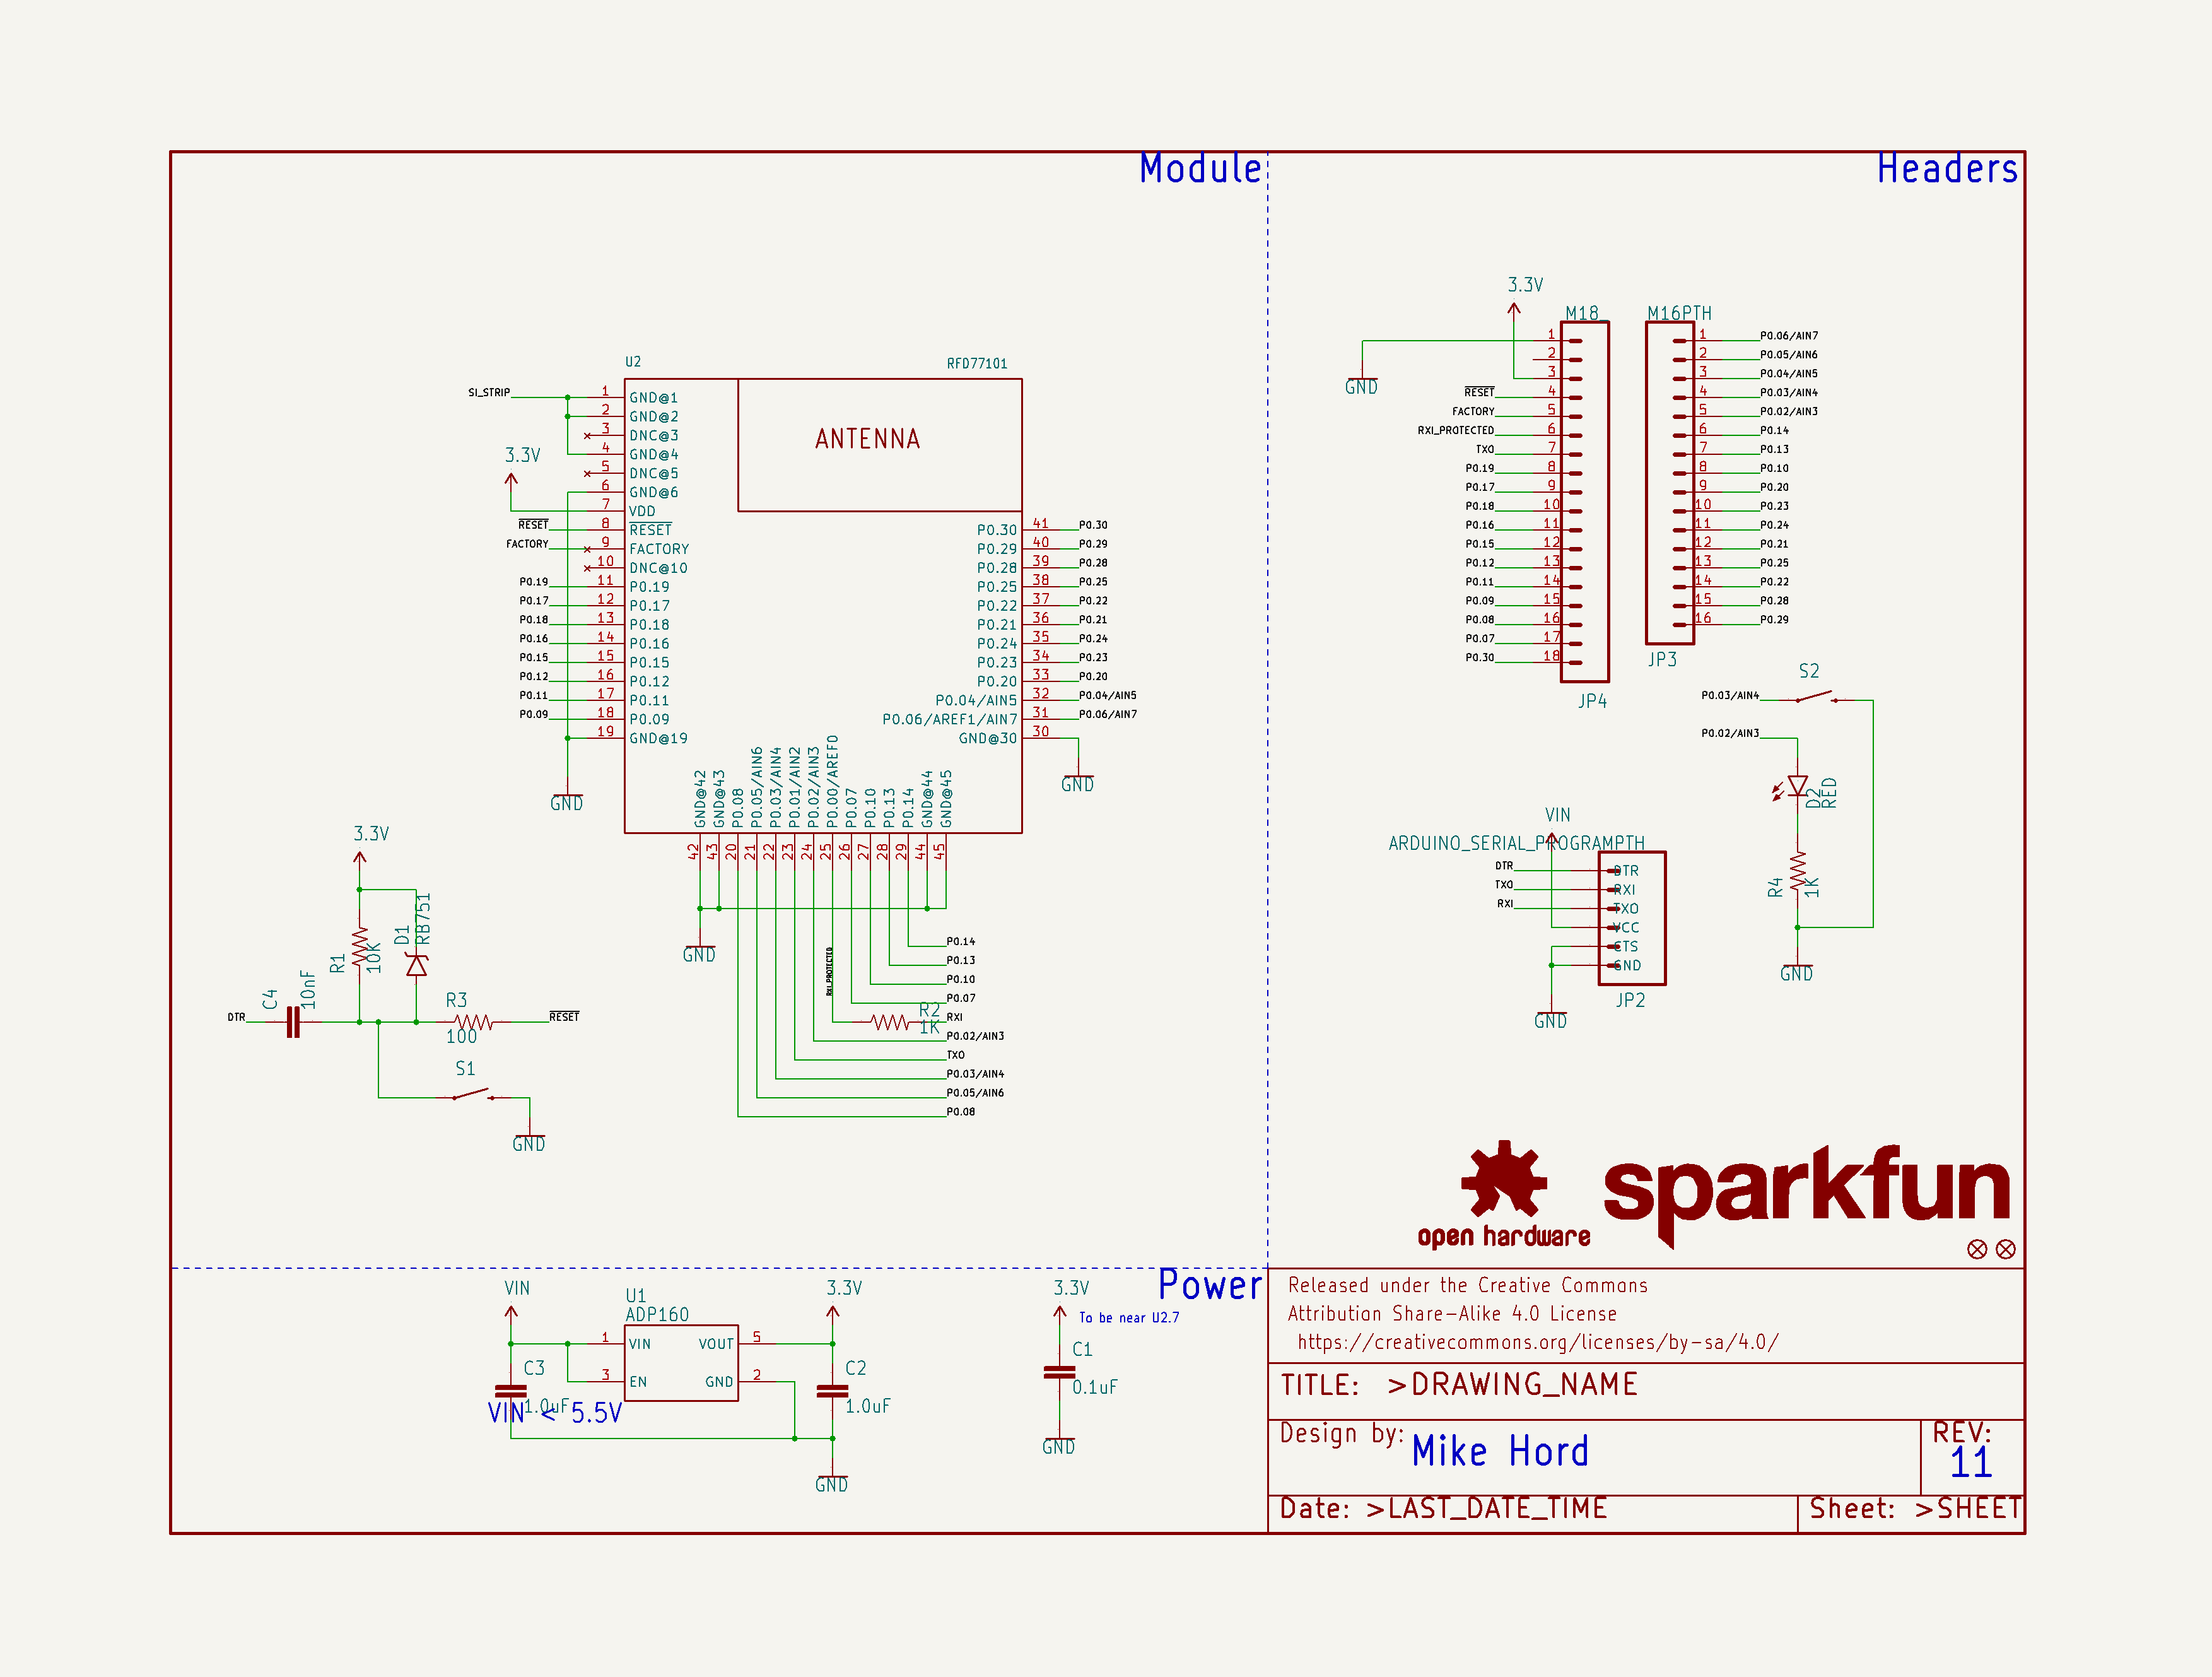 Module
Headers
U2
RFD77101
ANTENNA
SI_STRIP
3.3V
RESET
FACTORY
P0.19
P0.17
P0.18
P0.16
P0.15
P0.12
P0.11
P0.09
GND
1 GND@1
2 GND@2
3 DNC@3
4 GND@4
5 DNC@5
6 GND@6
7 VDD
8 RESET
9 FACTORY
10 DNC@10
11 P0.19
12 P0.17
13 P0.18
14 P0.16
15 P0.15
16 P0.12
17 P0.11
18 P0.09
19 GND@19
P0.30 41 P0.30
P0.29 40 P0.29
P0.28 39 P0.28
P0.25 38 P0.25
P0.22 37 P0.22
P0.21 36 P0.21
P0.24 35 P0.24
P0.23 34 P0.23
P0.20 33 P0.20
P0.04/AIN5 32 P0.04/AIN5
P0.06/AREF1/AIN7 31 P0.06/AIN7
GND@30 30
GND
GND@42 42
GND@43 43
P0.08 20
P0.05/AIN6 21
P0.03/AIN4 22
P0.01/AIN2 23
P0.02/AIN3 24
P0.00/AREF0 25
P0.07 26
P0.10 27
P0.13 28
P0.14 29
GND@44 44
GND@45 45
GND
RXI_PROTECTED
P0.14
P0.13
P0.10
P0.07
R2
1K
RXI
P0.02/AIN3
TXO
P0.03/AIN4
P0.05/AIN6
P0.08
3.3V
R1
10K
D1
RB751
C4
10nF
DTR
R3
100
RESET
S1
GND
3.3V
GND
M18_
1
2
3
RESET 4
FACTORY 5
RXI_PROTECTED 6
TXO 7
P0.19 8
P0.17 9
P0.18 10
P0.16 11
P0.15 12
P0.12 13
P0.11 14
P0.09 15
P0.08 16
P0.07 17
P0.30 18
JP4
M16PTH
1 P0.06/AIN7
2 P0.05/AIN6
3 P0.04/AIN5
4 P0.03/AIN4
5 P0.02/AIN3
6 P0.14
7 P0.13
8 P0.10
9 P0.20
10 P0.23
11 P0.24
12 P0.21
13 P0.25
14 P0.22
15 P0.28
16 P0.29
JP3
S2
P0.03/AIN4
P0.02/AIN3
D2
RED
R4
1K
GND
VIN
ARDUINO_SERIAL_PROGRAMPTH
DTR DTR
TXO RXI
RXI TXO
VCC
CTS
GND
JP2
GND
open hardware
sparkfun
Power
VIN
U1
ADP160
1 VIN
3 EN
VOUT 5
GND 2
3.3V
C3
1.0uF
VIN < 5.5V
C2
1.0uF
GND
3.3V
To be near U2.7
C1
0.1uF
GND
Released under the Creative Commons
Attribution Share-Alike 4.0 License
https://creativecommons.org/licenses/by-sa/4.0/
TITLE: >DRAWING_NAME
Design by: Mike Hord
REV:
11
Date: >LAST_DATE_TIME
Sheet: >SHEET